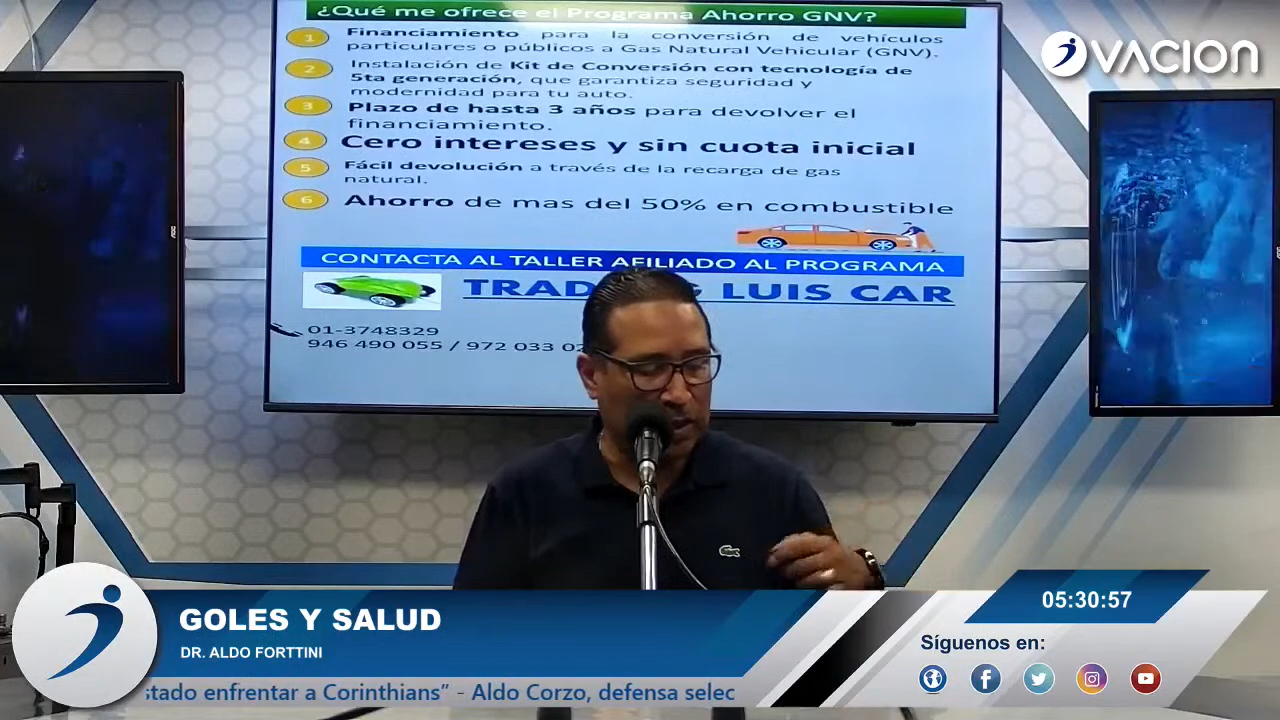 ¿Qué me ofrece el Programa Ahorro GNV?
1 Financiamiento para la conversión de vehículos
particulares o públicos a Gas Natural Vehicular (GNV).
2 Instalación de Kit de Conversión con tecnología de
5ta generación, que garantiza seguridad y
modernidad para tu auto.
3 Plazo de hasta 3 años para devolver el
financiamiento.
4 Cero intereses y sin cuota inicial
5 Fácil devolución a través de la recarga de gas
natural.
6 Ahorro de mas del 50% en combustible
CONTACTA AL TALLER AFILIADO AL PROGRAMA
LUIS CAR
01-3748329
946 490 055 / 972 033
OVACION
AOC
GOLES Y SALUD
DR. ALDO FORTTINI
05:30:57
Síguenos en:
enfrentar a Corinthians” - Aldo Corzo, defensa